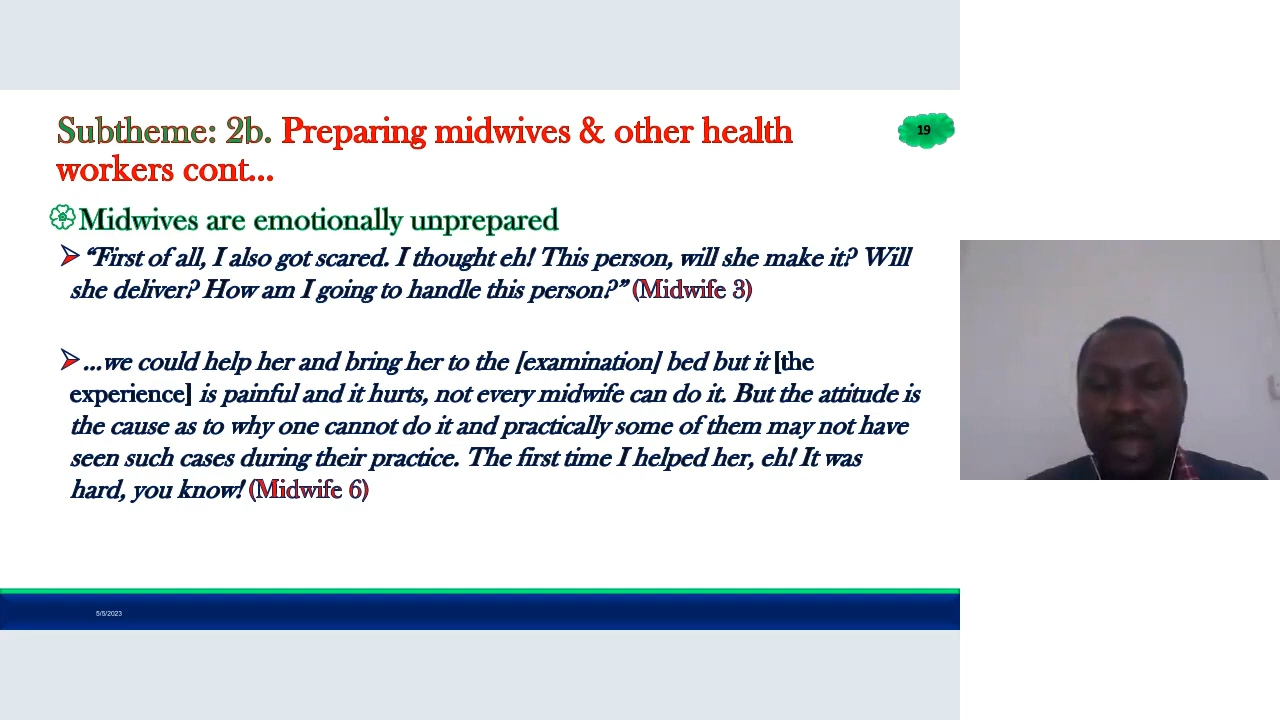 Subtheme: 2b. Preparing midwives & other health
workers cont...
19
Midwives are emotionally unprepared
“First of all, I also got scared. I thought eh! This person, will she make it? Will
she deliver? How am I going to handle this person?” (Midwife 3)
...we could help her and bring her to the [examination] bed but it [the
experience] is painful and it hurts, not every midwife can do it. But the attitude is
the cause as to why one cannot do it and practically some of them may not have
seen such cases during their practice. The first time I helped her, eh! It was
hard, you know! (Midwife 6)
5/5/2023